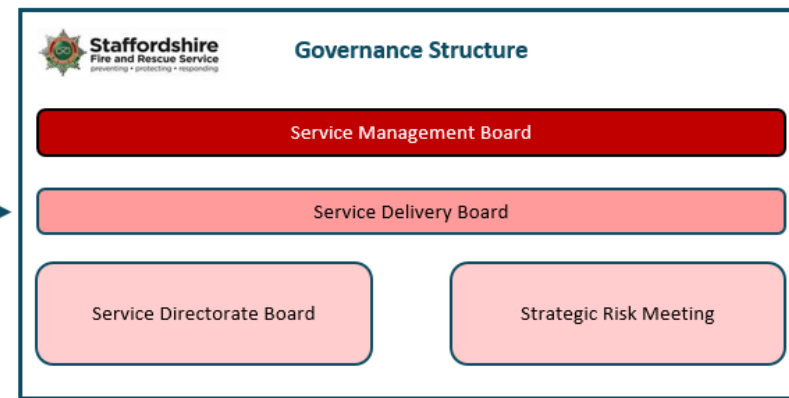 Staffordshire
Fire and Rescue Service
preventing • protecting • responding
Governance Structure
Service Management Board
Service Delivery Board
Service Directorate Board
Strategic Risk Meeting